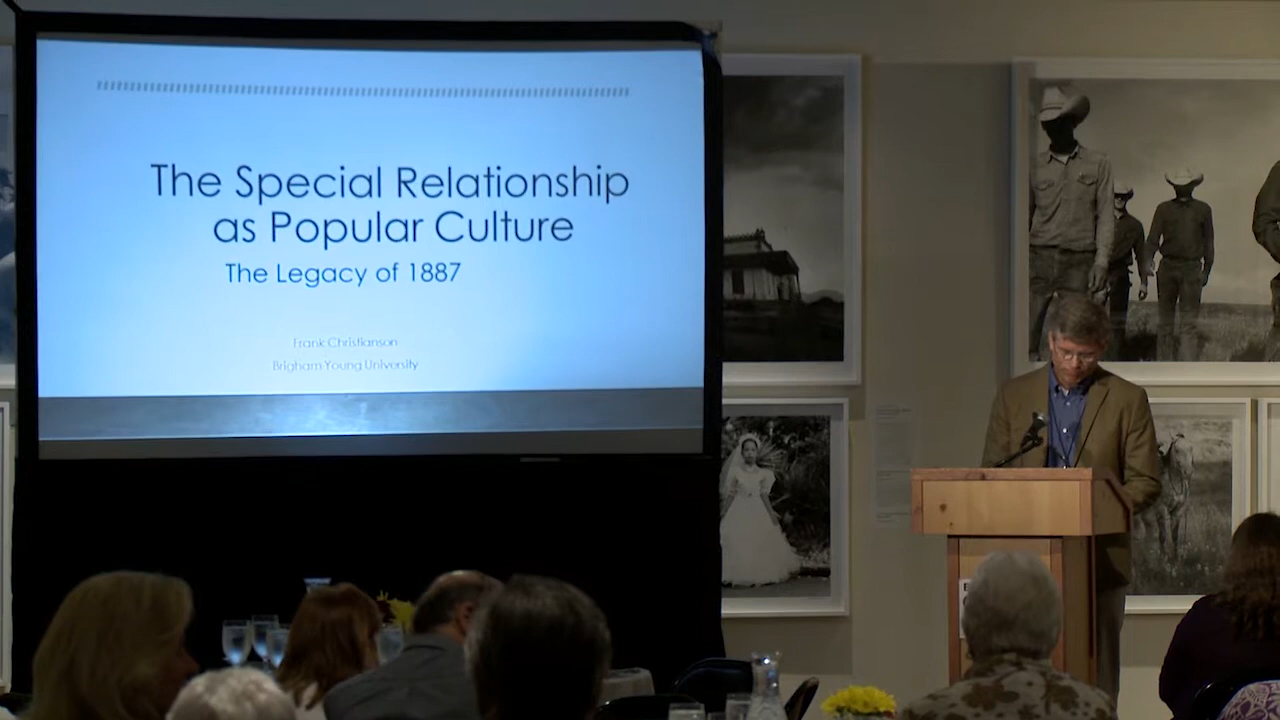 The Special Relationship
as Popular Culture
The Legacy of 1887
Frank Christianson
Brigham Young University